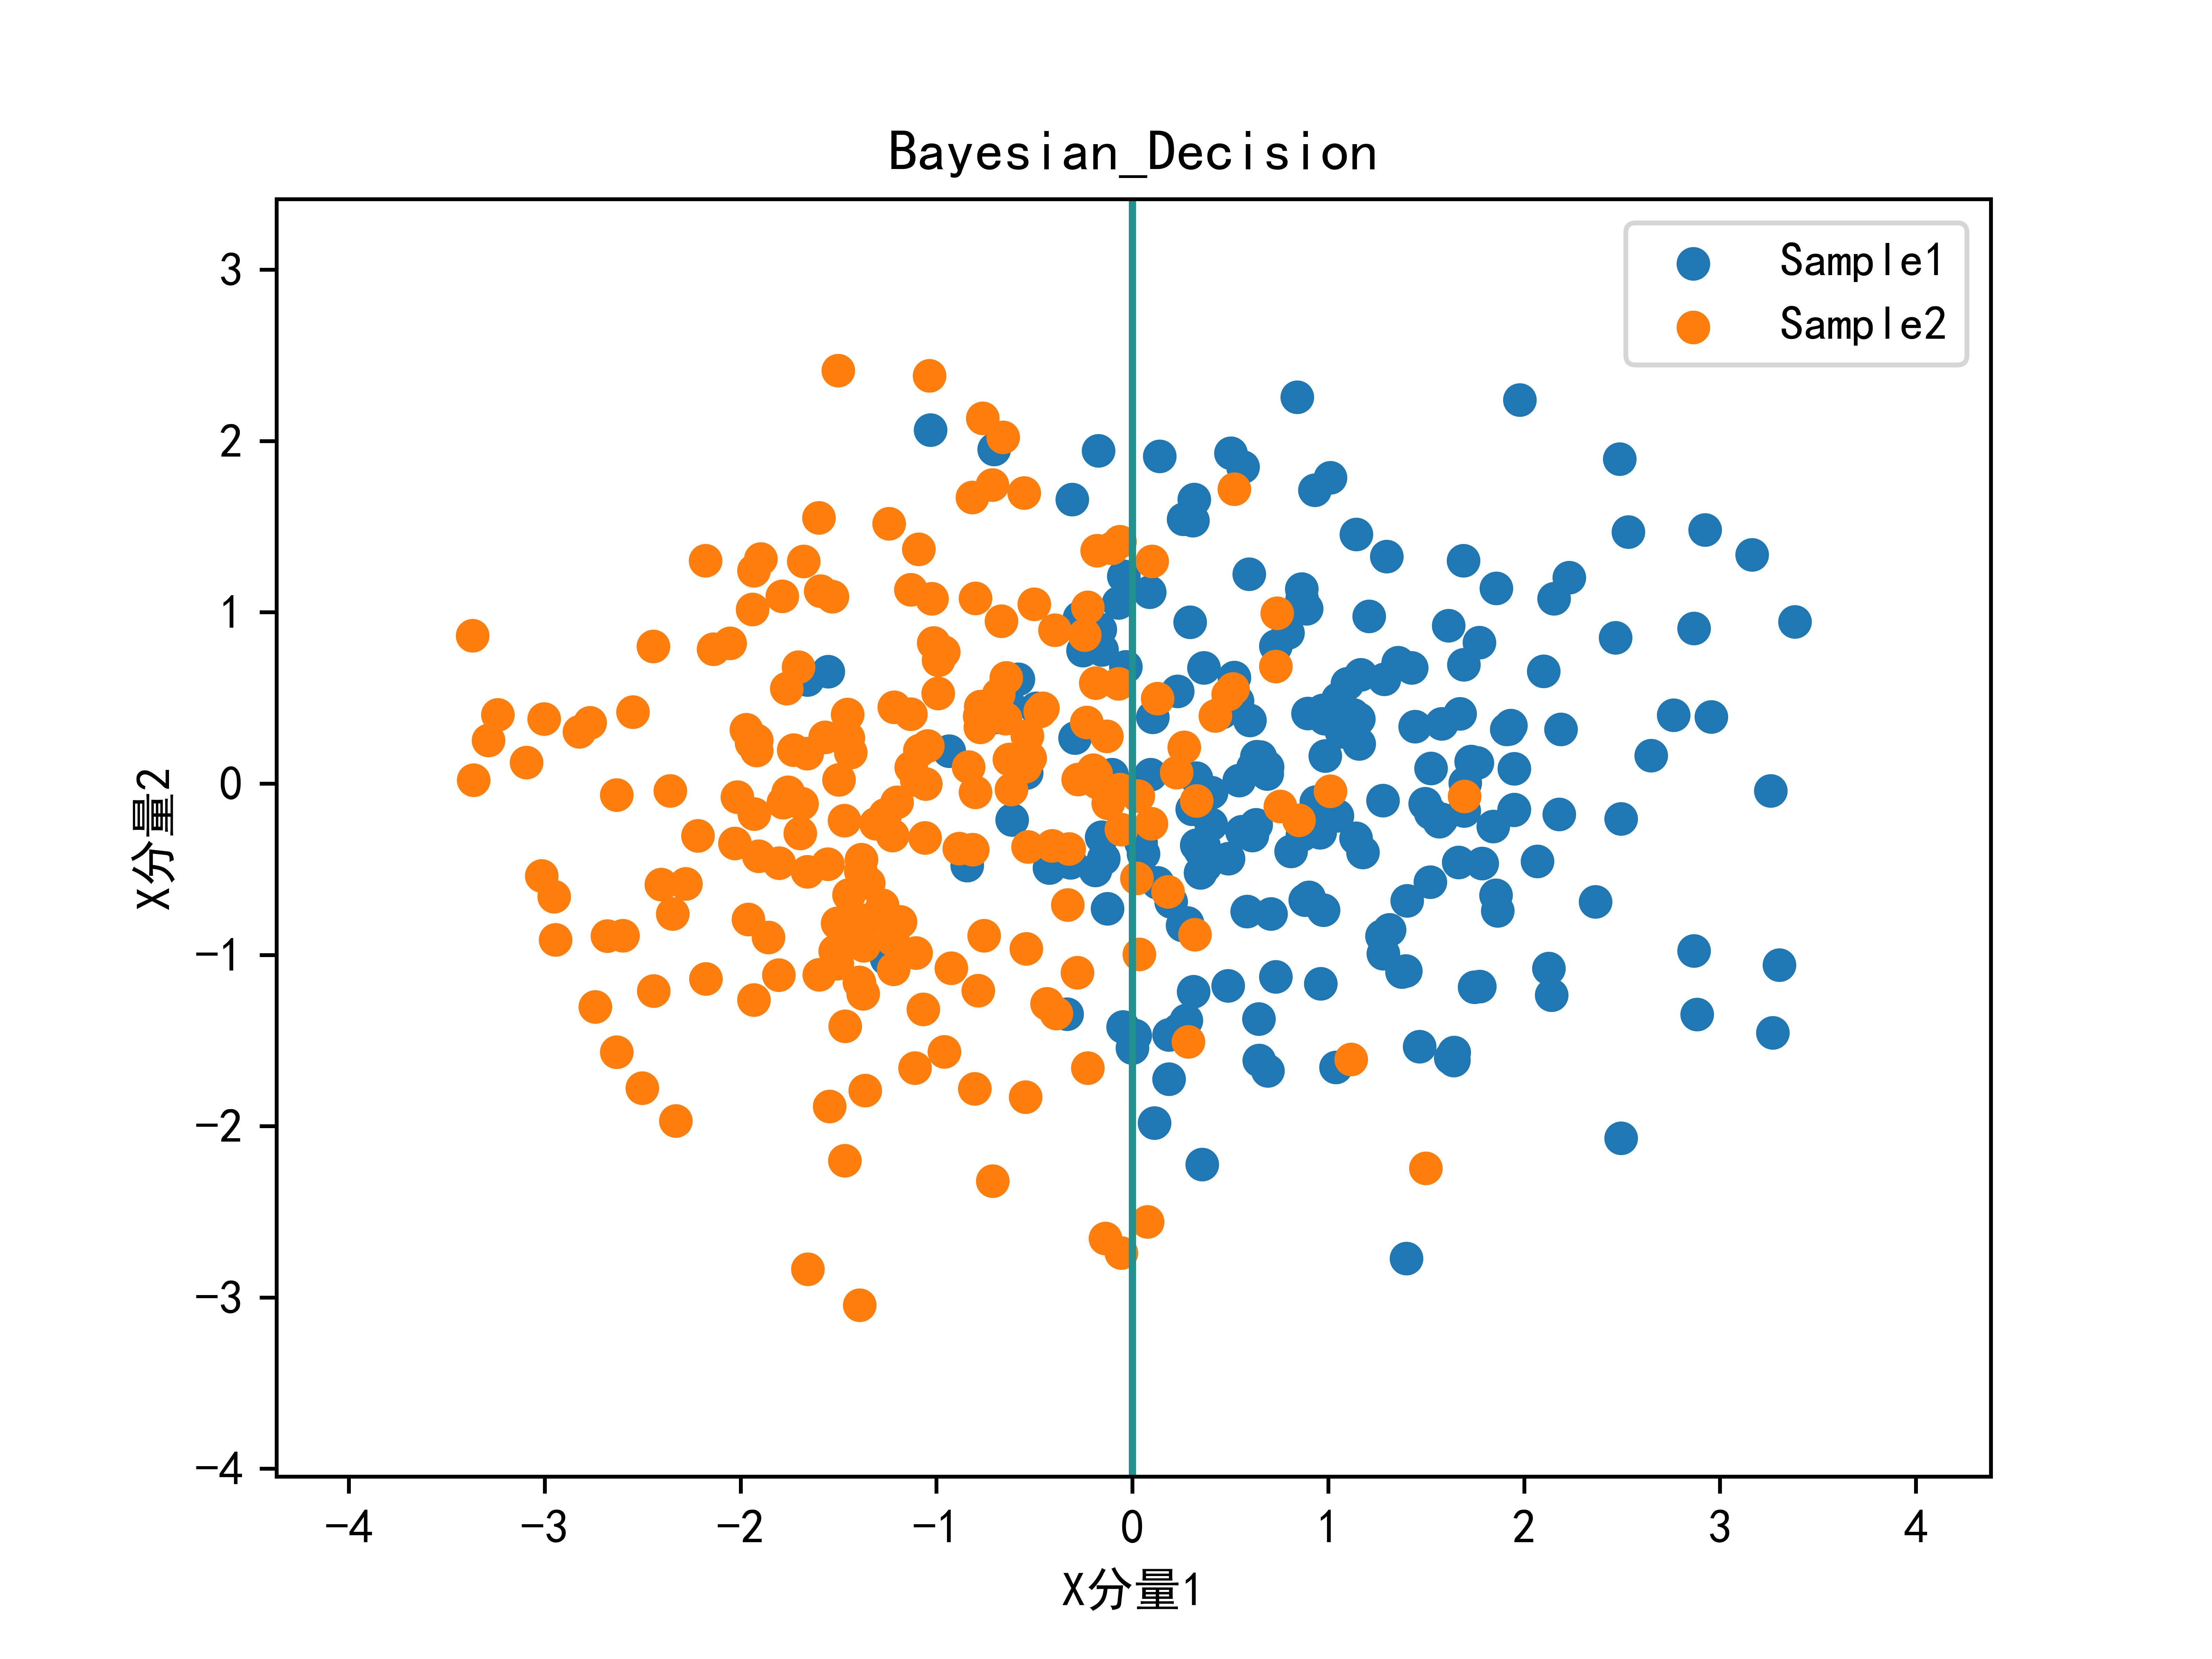 Bayesian_Decision
Sample1
Sample2
3
2
1
0
−1
−2
−3
−4
X分量2
−4 −3 −2 −1 0 1 2 3 4
X分量1